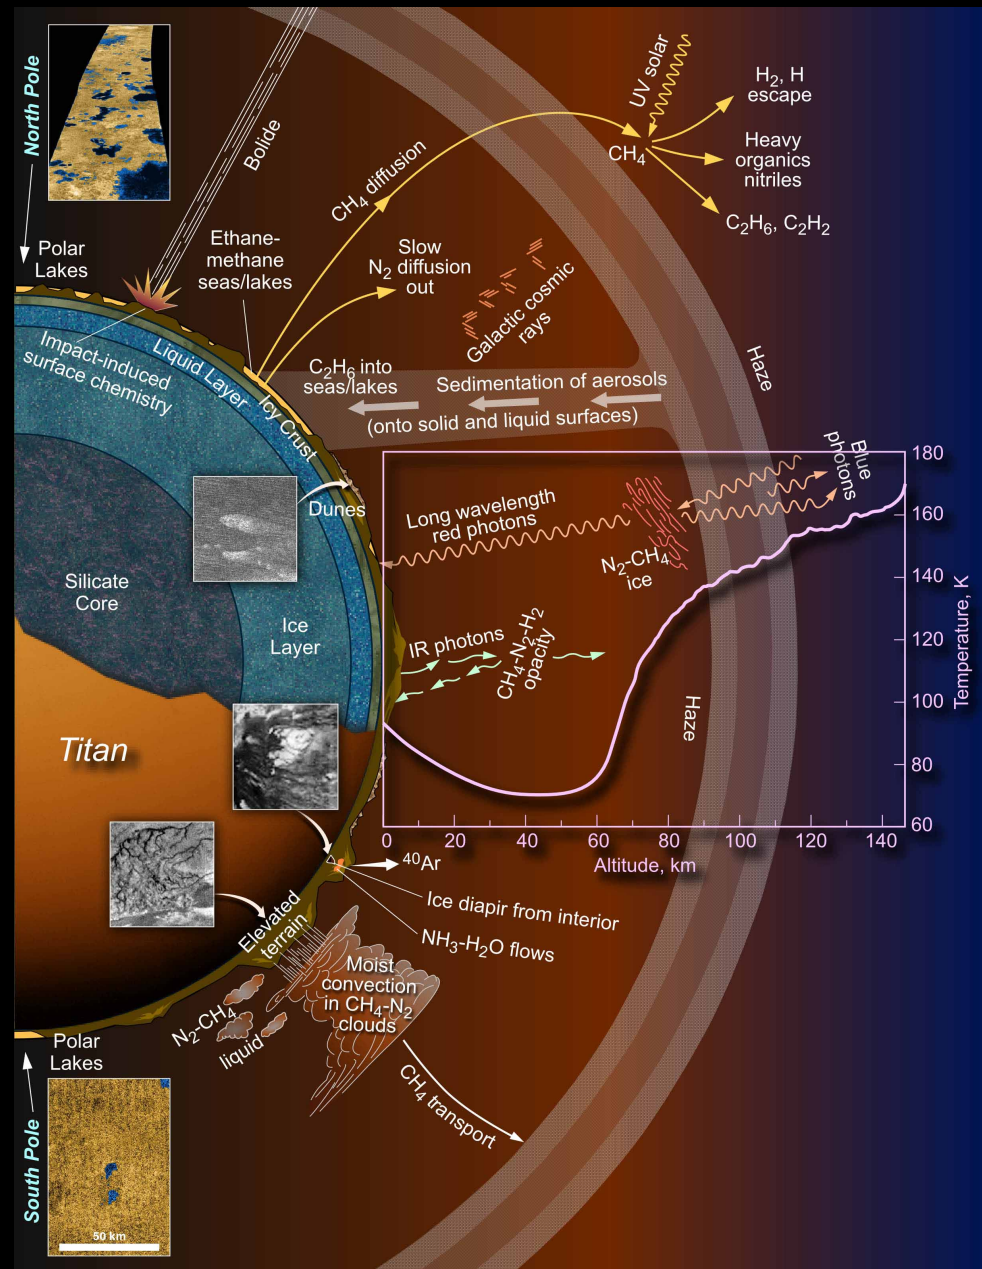 North Pole
Polar
Lakes
Bolide
Ethane-
methane
seas/lakes
CH₄ diffusion
Slow
N₂ diffusion
out
UV solar
CH₄
H₂, H
escape
Heavy
organics
nitriles
C₂H₆, C₂H₂
Galactic cosmic
rays
Haze
Impact-induced
surface chemistry
Liquid Layer
Icy Crust
C₂H₆ into
seas/lakes
Sedimentation of aerosols
(onto solid and liquid surfaces)
Dunes
Silicate
Core
Ice
Layer
Long wavelength
red photons
Blue
photons
N₂-CH₄
ice
IR photons
CH₄-N₂-H₂
opacity
Haze
180
160
140
120
100
80
60
Temperature, K
0
20
40
60
80
100
120
140
Altitude, km
Titan
⁴⁰Ar
Ice diapir from interior
NH₃-H₂O flows
Elevated
terrain
Moist
convection
in CH₄-N₂
clouds
N₂-CH₄
liquid
CH₄ transport
Polar
Lakes
South Pole
50 km